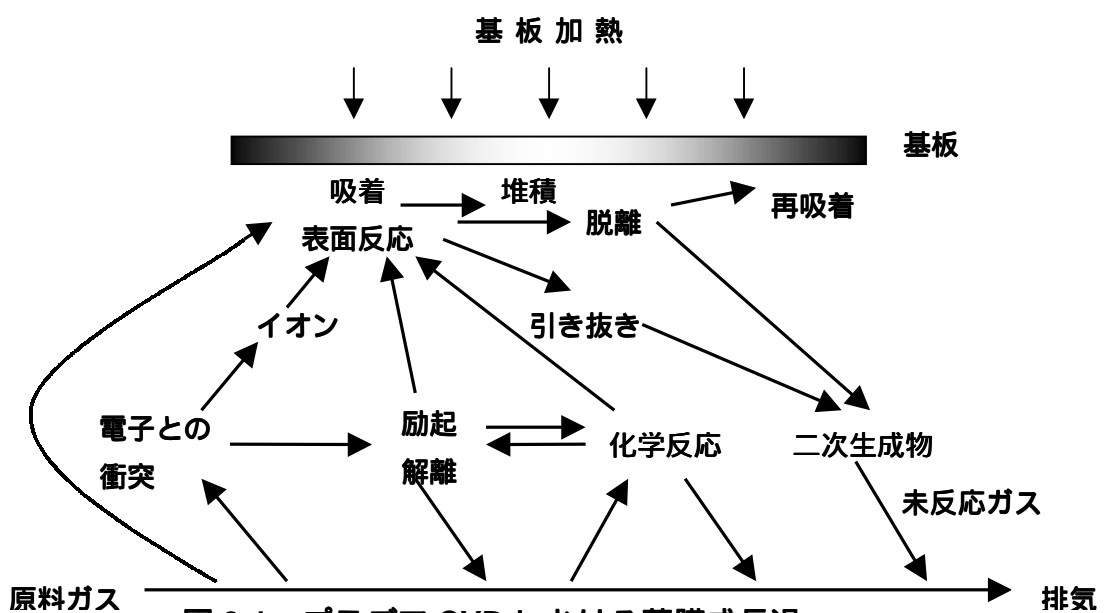 基 板 加 熱
基板
吸着
堆積
再吸着
脱離
表面反応
イオン
引き抜き
電子との
衝突
励起
解離
化学反応
二次生成物
未反応ガス
原料ガス
排気